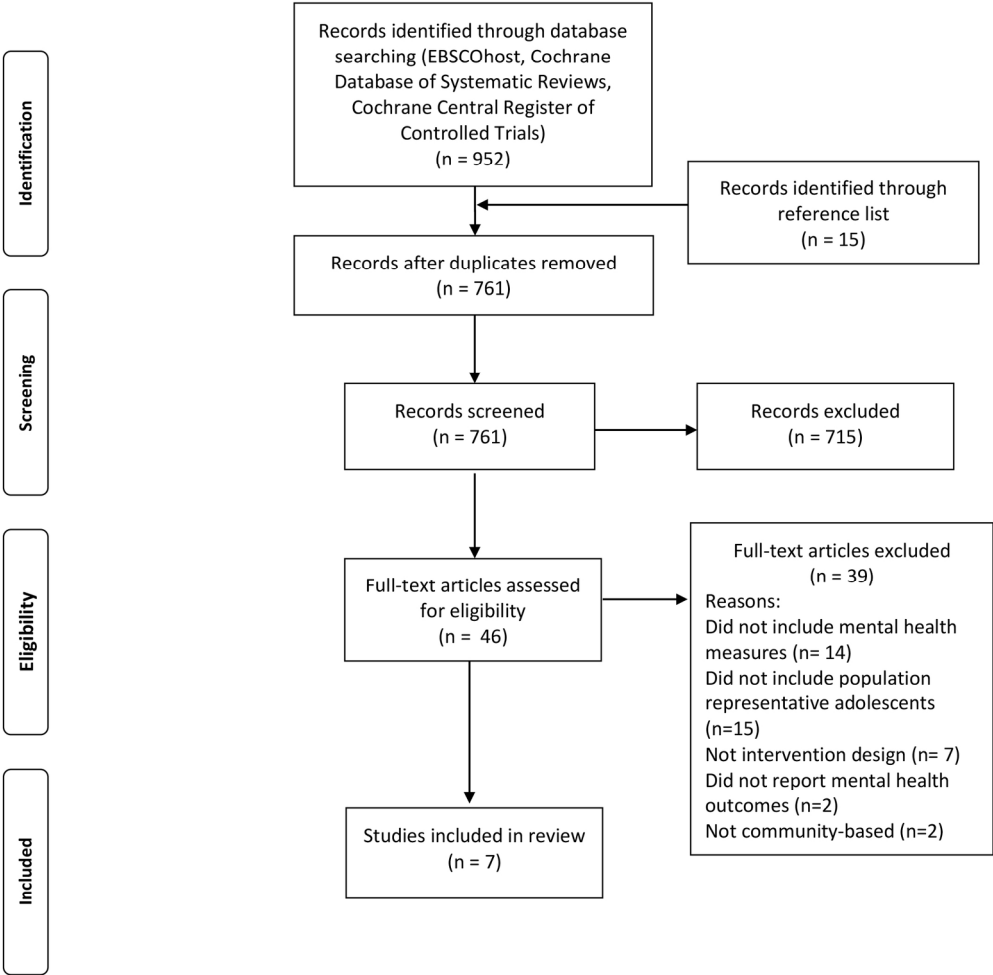 Identification
Records identified through database
searching (EBSCOhost, Cochrane
Database of Systematic Reviews,
Cochrane Central Register of
Controlled Trials)
(n = 952)
Records identified through
reference list
(n = 15)
Records after duplicates removed
(n = 761)
Screening
Records screened
(n = 761)
Records excluded
(n = 715)
Eligibility
Full-text articles assessed
for eligibility
(n = 46)
Full-text articles excluded
(n = 39)
Reasons:
Did not include mental health
measures (n= 14)
Did not include population
representative adolescents
(n=15)
Not intervention design (n= 7)
Did not report mental health
outcomes (n=2)
Not community-based (n=2)
Included
Studies included in review
(n = 7)